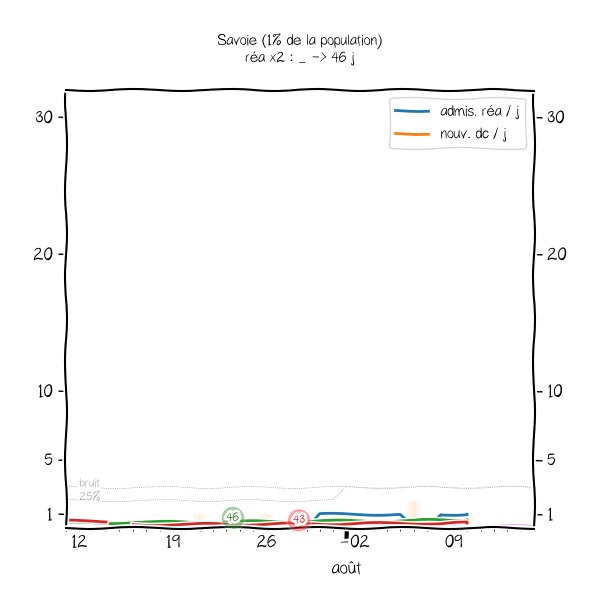 Savoie (1% de la population)
réa x2 : _ -> 46 j
admis. réa / j
nouv. dc / j
30
30
20
20
10
10
5
5
bruit
25%
1
46
43
1
12 19 26 02 09
août